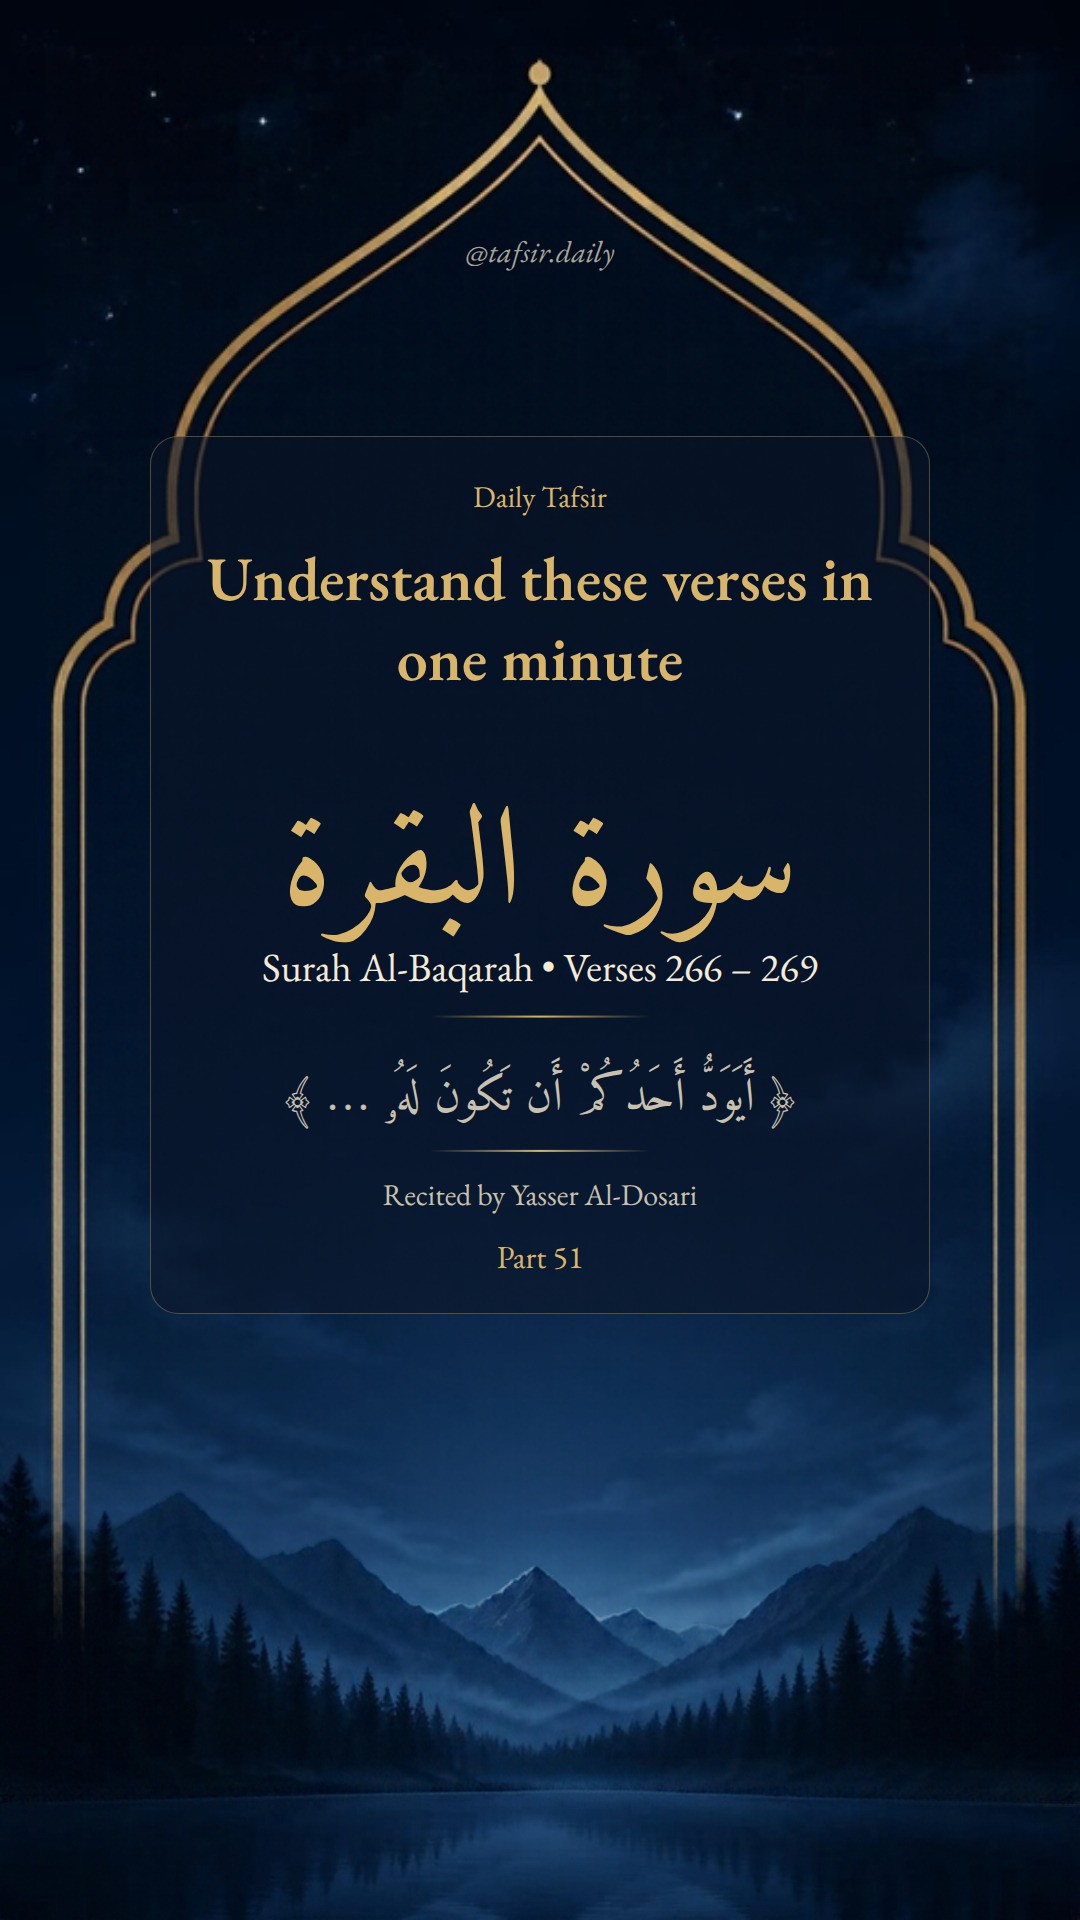 @tafsir.daily
Daily Tafsir
Understand these verses in
one minute
سورة البقرة
Surah Al-Baqarah • Verses 266 – 269
﴿ أَيَوَدُّ أَحَدُكُمْ أَن تَكُونَ لَهُۥ ... ﴾
Recited by Yasser Al-Dosari
Part 51